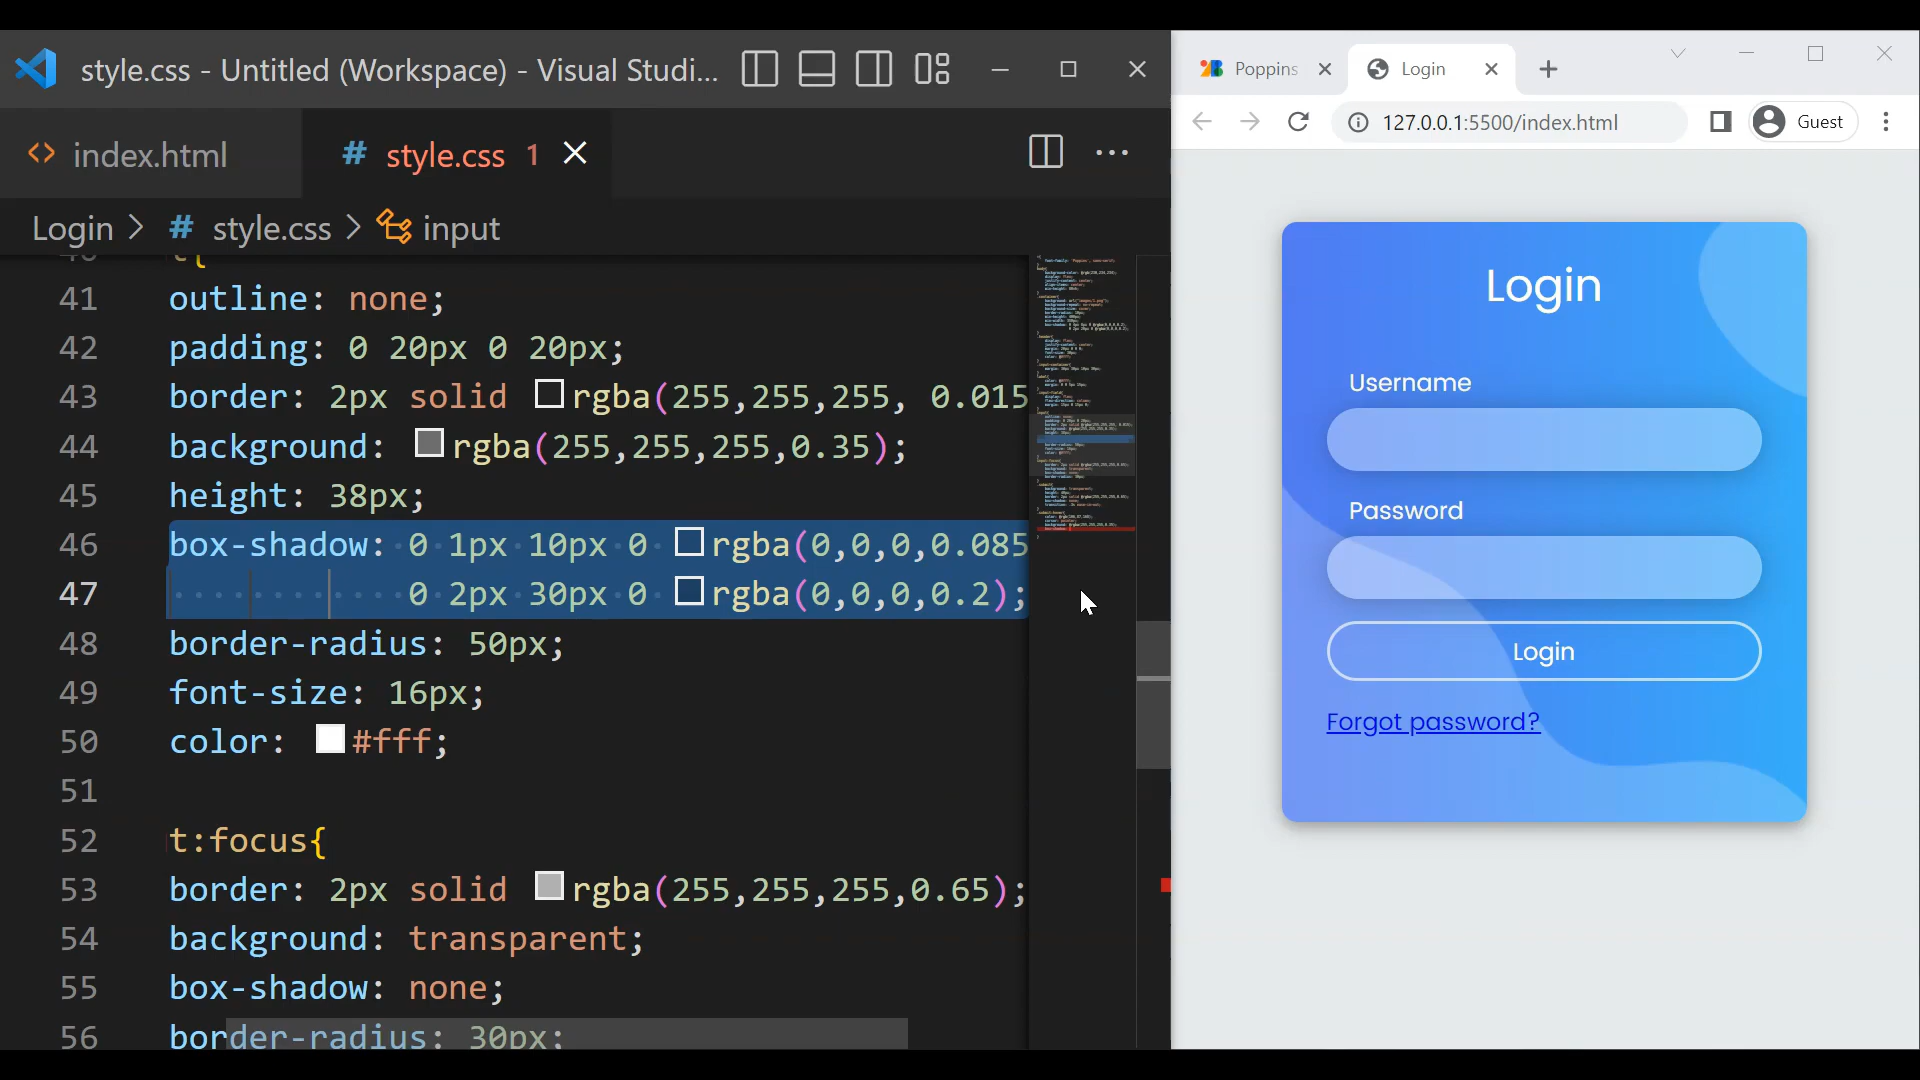 style.css - Untitled (Workspace) - Visual Studi...
index.html
# style.css 1
Login > # style.css > input
40 t{
41 outline: none;
42 padding: 0 20px 0 20px;
43 border: 2px solid rgba(255,255,255, 0.015
44 background: rgba(255,255,255,0.35);
45 height: 38px;
46 box-shadow: 0 1px 10px 0 rgba(0,0,0,0.085
47 0 2px 30px 0 rgba(0,0,0,0.2);
48 border-radius: 50px;
49 font-size: 16px;
50 color: #fff;
51
52 t:focus{
53 border: 2px solid rgba(255,255,255,0.65);
54 background: transparent;
55 box-shadow: none;
56 border-radius: 30px;
Poppins
Login
127.0.0.1:5500/index.html
Guest
Login
Username
Password
Login
Forgot password?